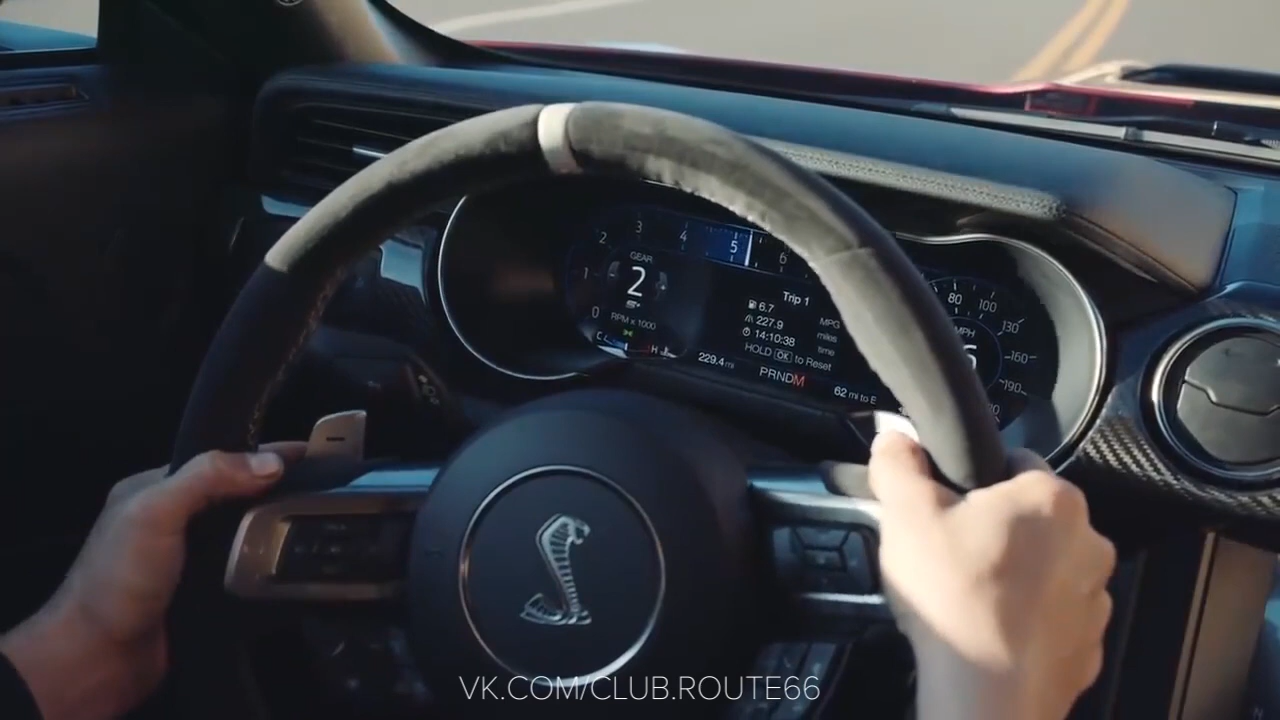 0 1 2 3 4 5 6
GEAR
2
RPM x 1000
C H
229.4 mi
Trip 1
6.7 MPG
227.9 miles
14:10:38 time
HOLD OK to Reset
PRNDM
62 mi to E
80 100 130 160 190
MPH
VK.COM/CLUB.ROUTE66